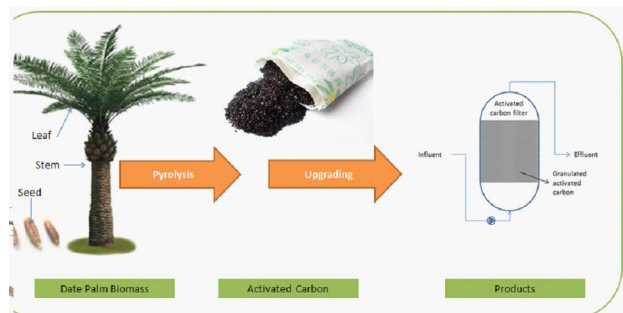 Leaf
Stem
Seed
Pyrolysis
Upgrading
Activated
carbon filter
Influent
Effluent
Granulated
activated
carbon
Date Palm Biomass
Activated Carbon
Products